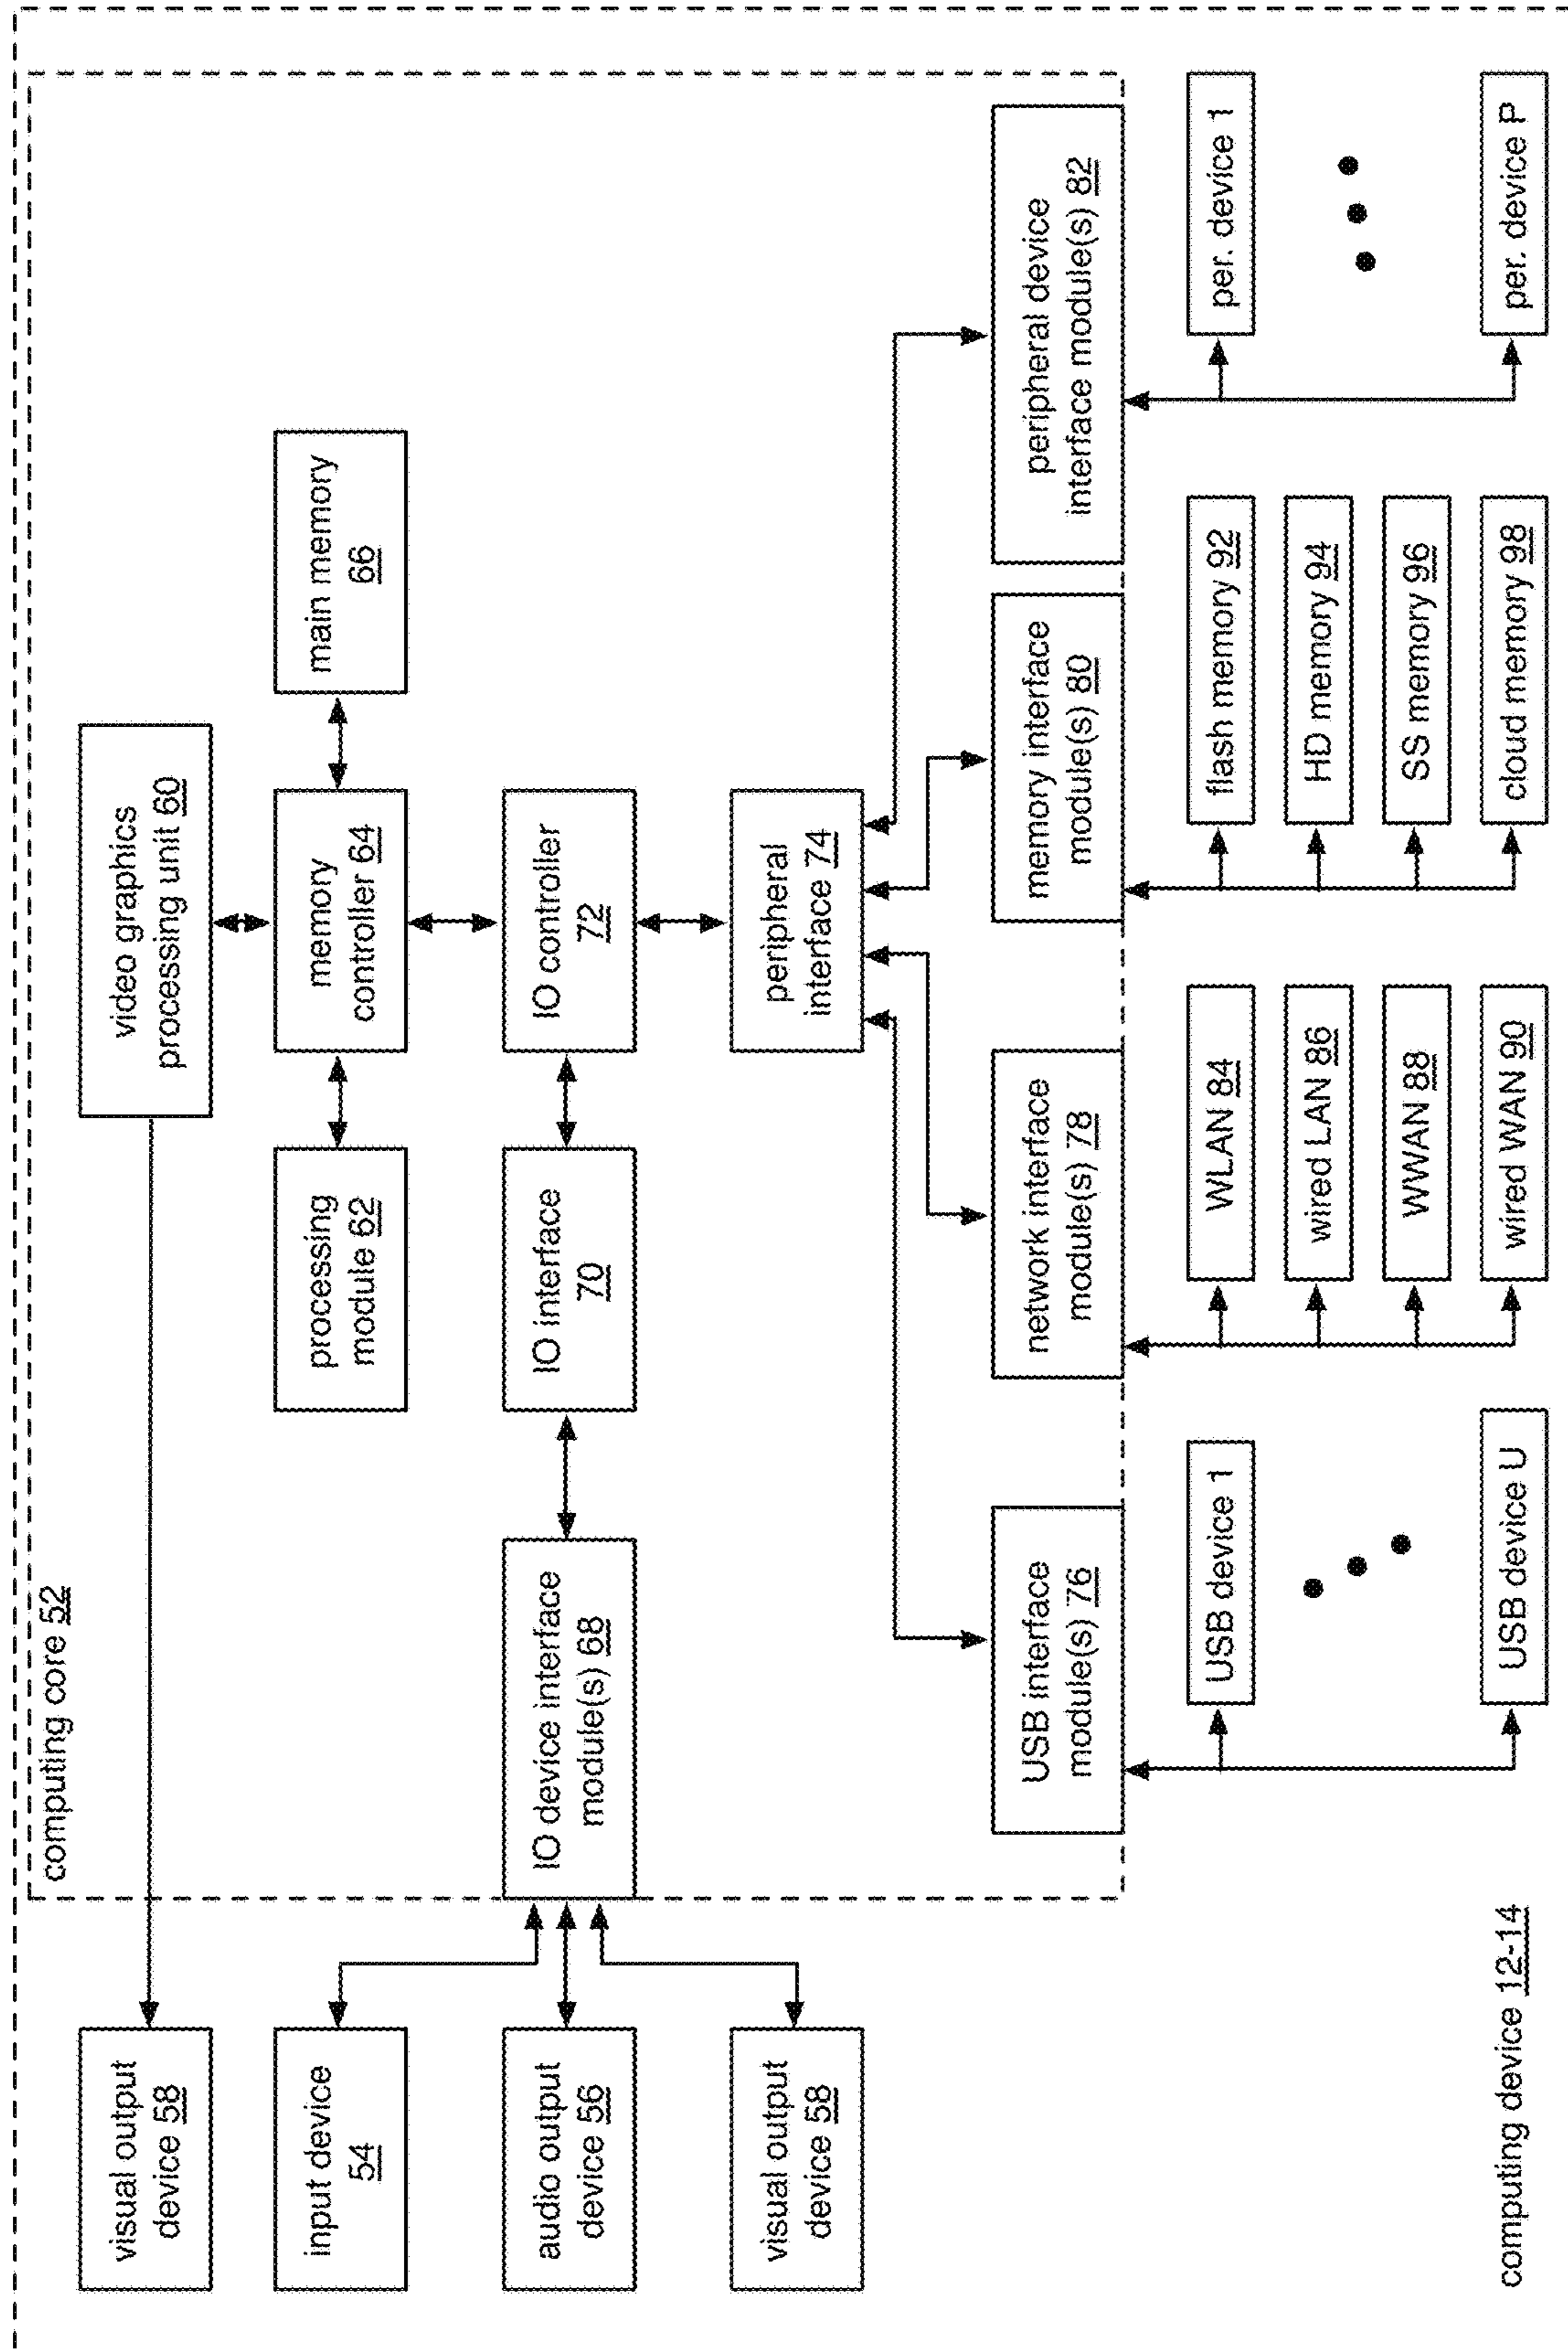 computing core 52
visual output
device 58
video graphics
processing unit 60
input device
54
processing
module 62
memory
controller 64
main memory
66
audio output
device 56
IO device interface
module(s) 68
IO interface
70
IO controller
72
visual output
device 58
peripheral
interface 74
USB interface
module(s) 76
network interface
module(s) 78
memory interface
module(s) 80
peripheral device
interface module(s) 82
USB device 1
WLAN 84
flash memory 92
per. device 1
wired LAN 86
HD memory 94
WWAN 88
SS memory 96
USB device U
wired WAN 90
cloud memory 98
per. device P
computing device 12-14